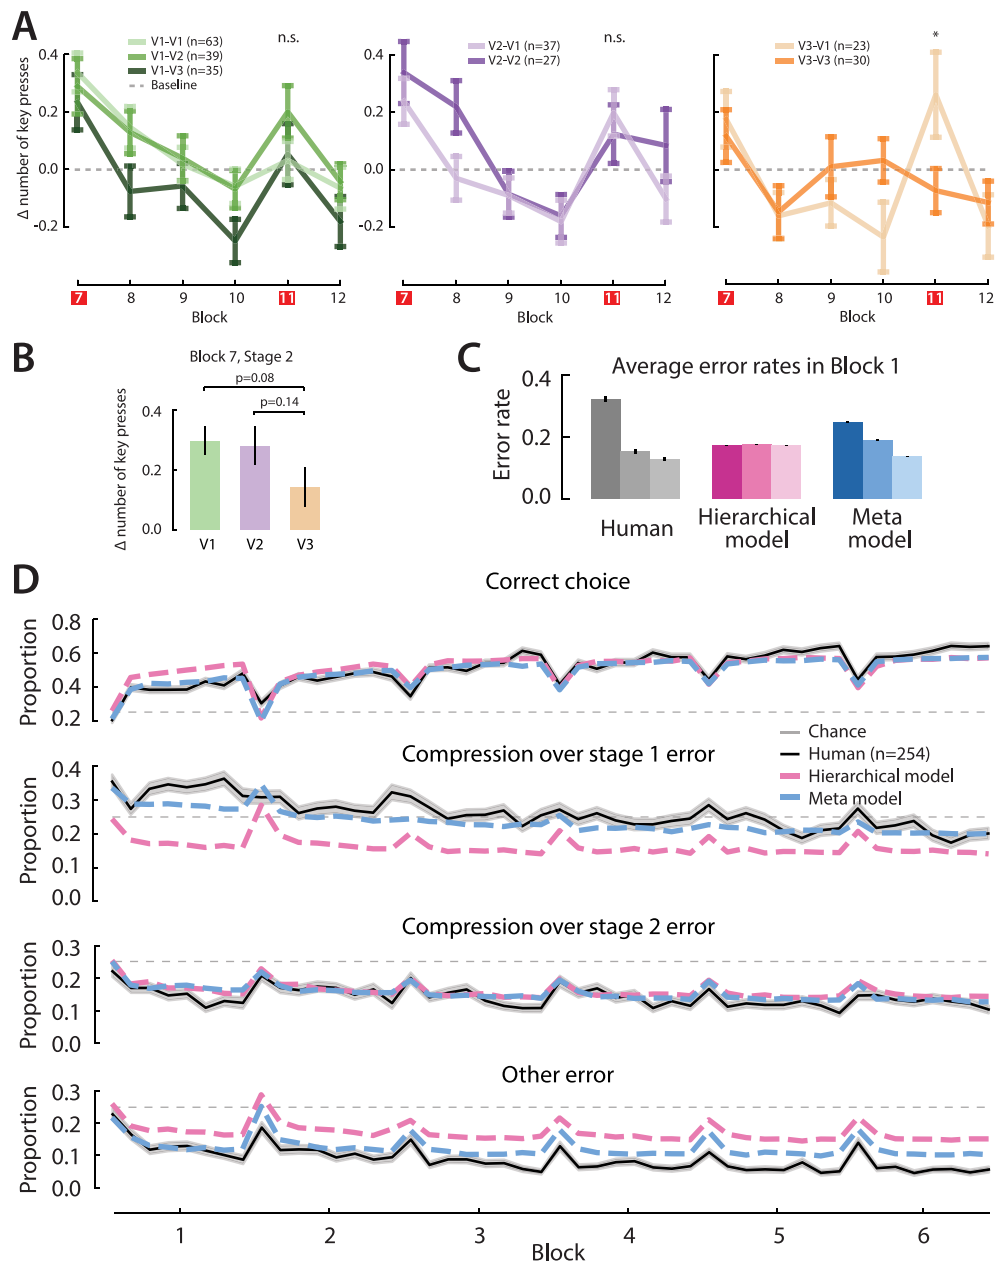 A
V1-V1 (n=63)
V1-V2 (n=39)
V1-V3 (n=35)
Baseline
n.s.
V2-V1 (n=37)
V2-V2 (n=27)
n.s.
V3-V1 (n=23)
V3-V3 (n=30)
*
Δ number of key presses
0.4
0.2
0.0
-0.2
7 8 9 10 11 12
Block
0.4
0.2
0.0
-0.2
7 8 9 10 11 12
Block
0.4
0.2
0.0
-0.2
7 8 9 10 11 12
Block
B
Block 7, Stage 2
p=0.08
p=0.14
Δ number of key presses
0.4
0.2
0.0
V1 V2 V3
C
Average error rates in Block 1
Error rate
0.4
0.2
0.0
Human
Hierarchical
model
Meta
model
D
Correct choice
Proportion
0.8
0.6
0.4
0.2
Chance
Human (n=254)
Hierarchical model
Meta model
Compression over stage 1 error
Proportion
0.4
0.3
0.2
0.1
0.0
Compression over stage 2 error
Proportion
0.3
0.2
0.1
0.0
Other error
Proportion
0.3
0.2
0.1
0.0
1 2 3 4 5 6
Block